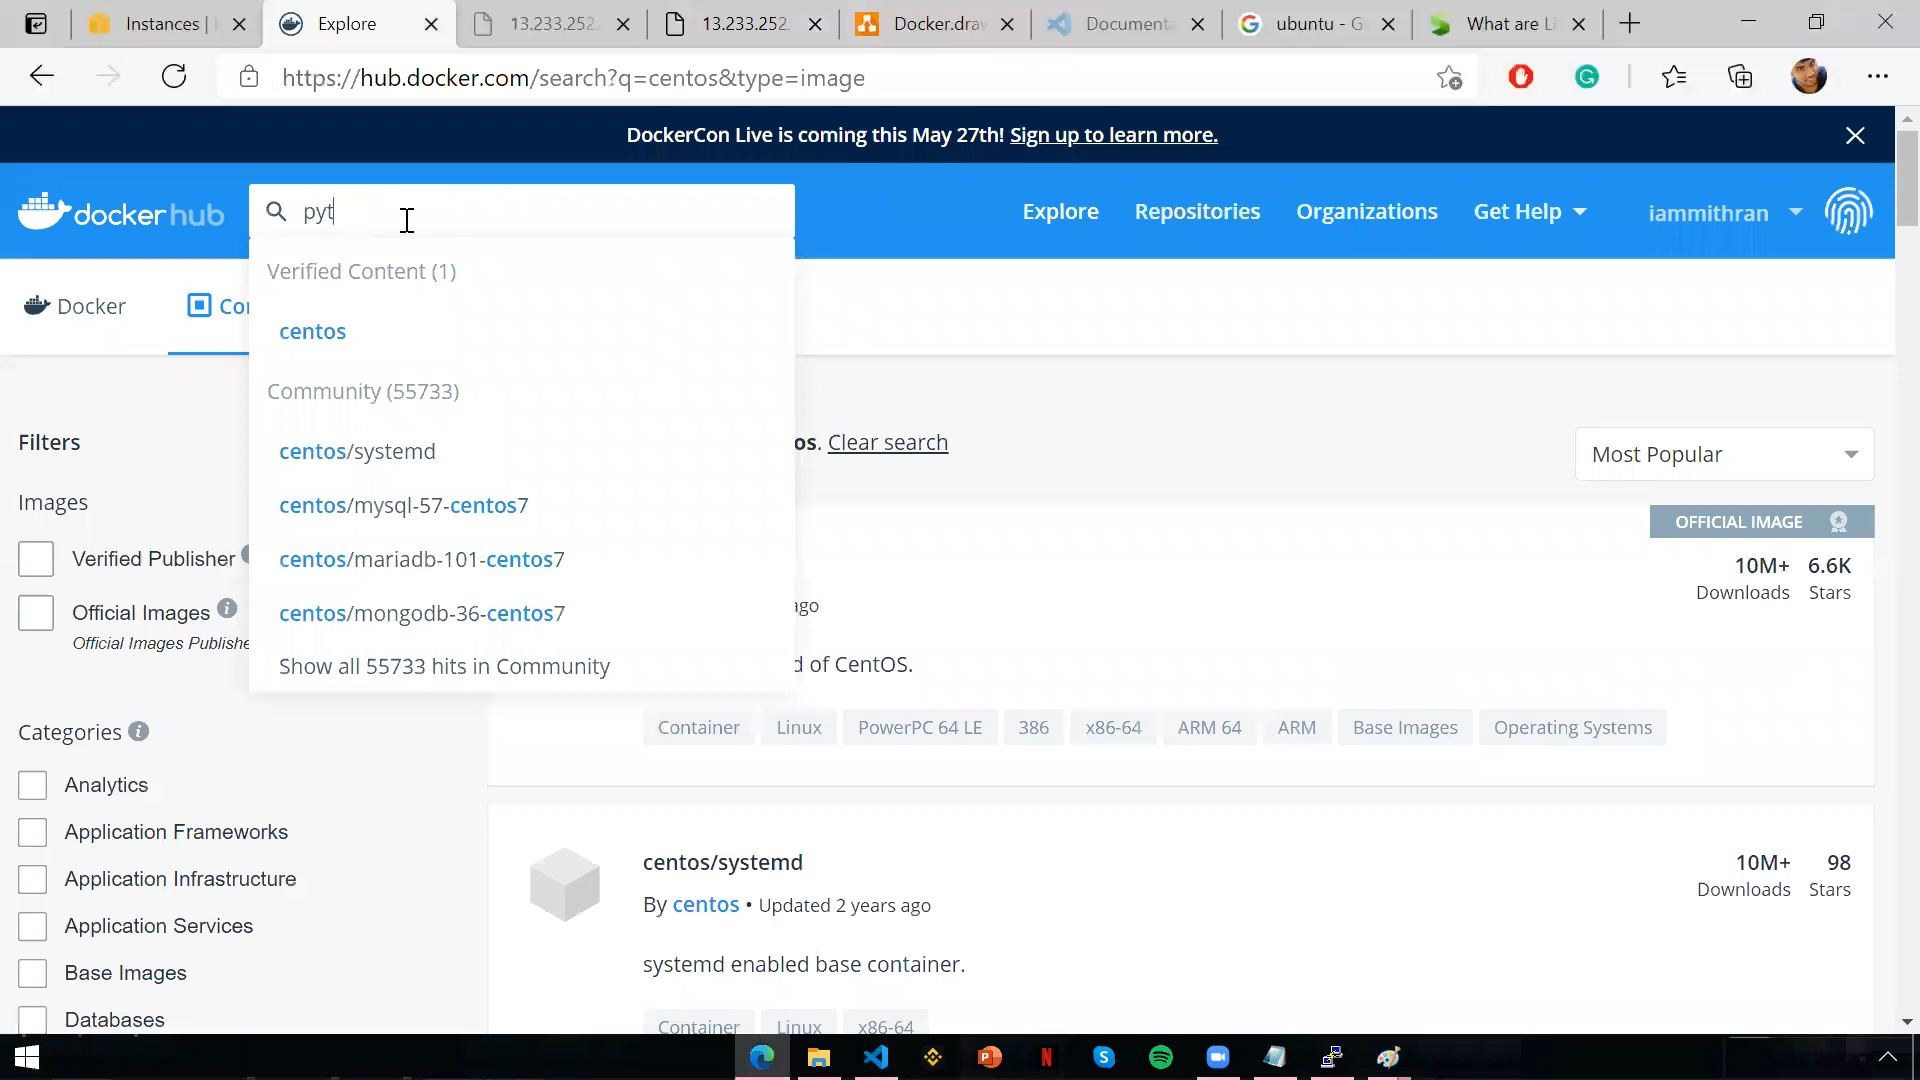 Instances |
Explore
13.233.252.
13.233.252.
Docker.draw
Documenta
ubuntu - G
What are Li
https://hub.docker.com/search?q=centos&type=image
DockerCon Live is coming this May 27th! Sign up to learn more.
docker hub
pyt
Explore
Repositories
Organizations
Get Help
iammithran
Verified Content (1)
centos
Community (55733)
centos/systemd
centos/mysql-57-centos7
centos/mariadb-101-centos7
centos/mongodb-36-centos7
Show all 55733 hits in Community
Docker
Con
Filters
os. Clear search
Most Popular
Images
Verified Publisher
Official Images
Official Images Publishe
OFFICIAL IMAGE
10M+ 6.6K
Downloads Stars
ago
d of CentOS.
Container Linux PowerPC 64 LE 386 x86-64 ARM 64 ARM Base Images Operating Systems
Categories
Analytics
Application Frameworks
Application Infrastructure
Application Services
Base Images
Databases
centos/systemd
By centos • Updated 2 years ago
systemd enabled base container.
10M+ 98
Downloads Stars
Container Linux x86-64